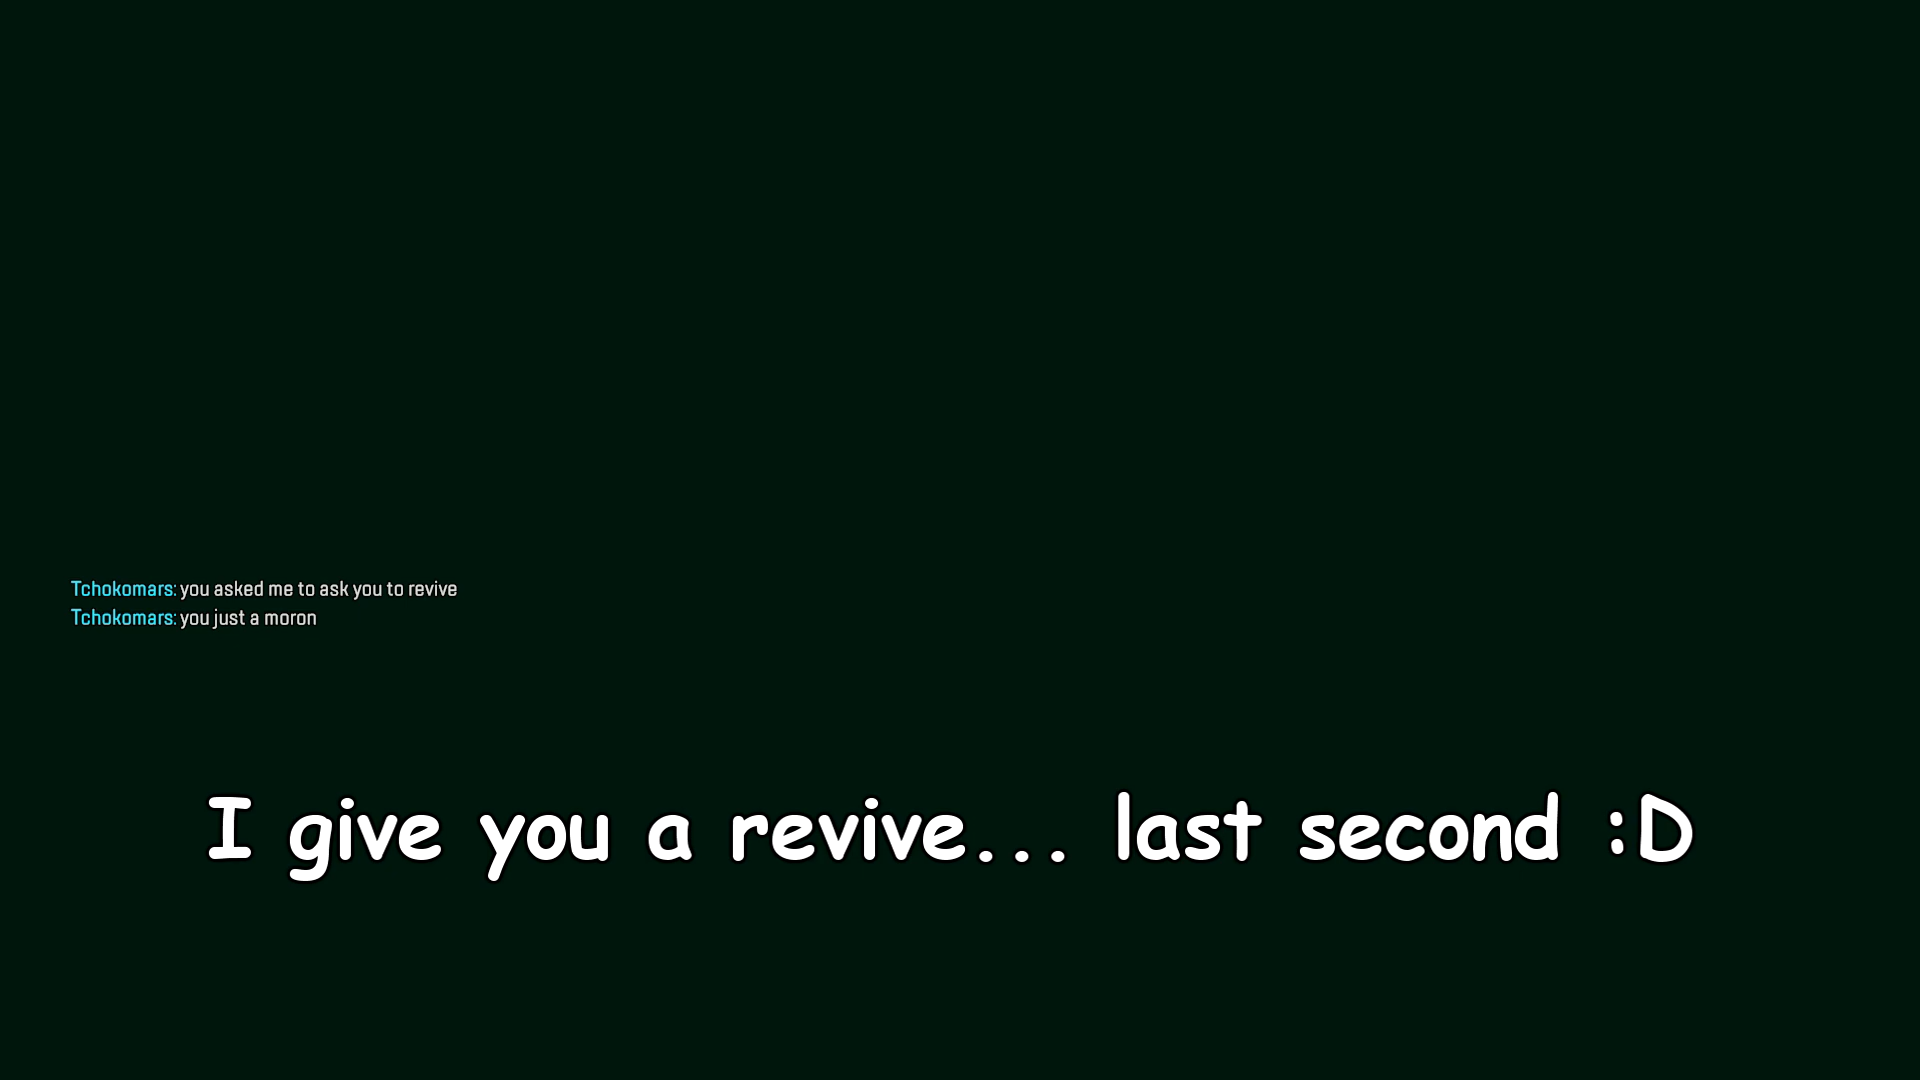 Tchokomars: you asked me to ask you to revive
Tchokomars: you just a moron
I give you a revive... last second :D